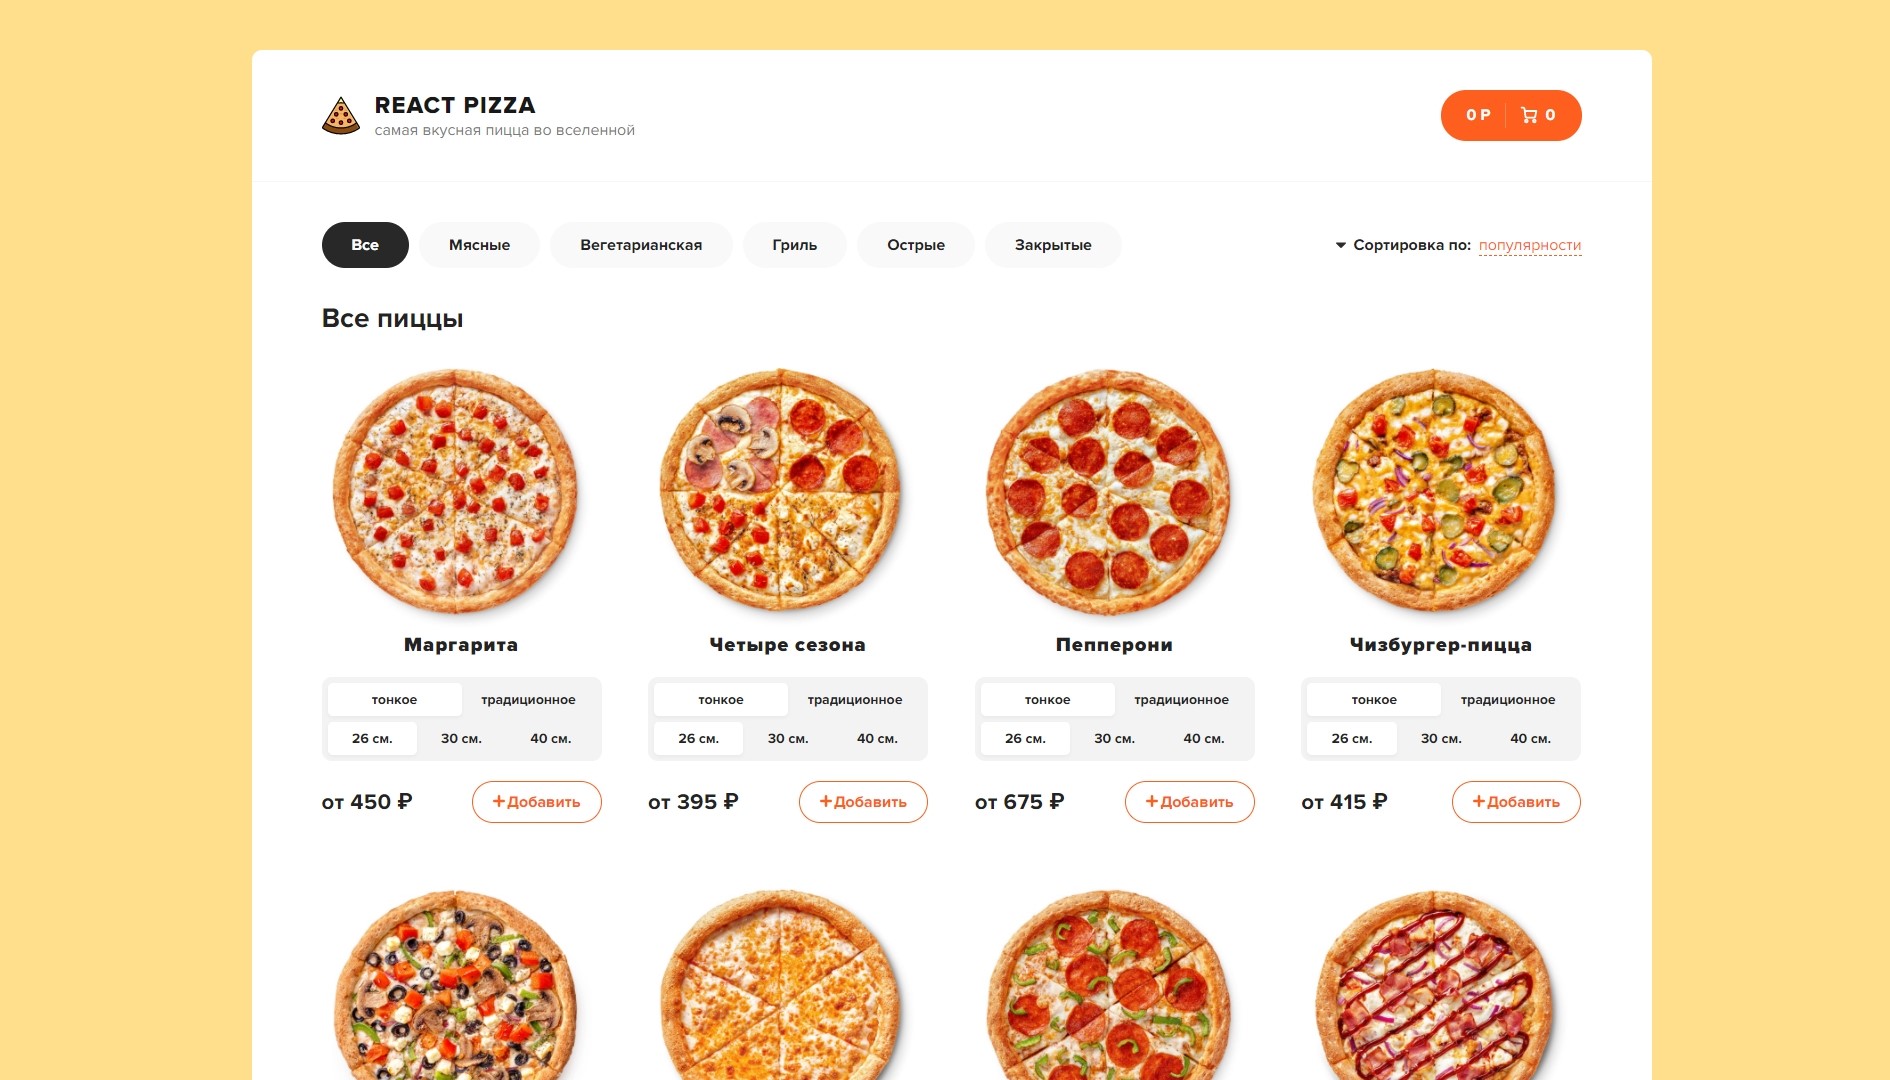 REACT PIZZA
самая вкусная пицца во вселенной
0 Р 0
Все Мясные Вегетарианская Гриль Острые Закрытые Сортировка по: популярности
Все пиццы
Маргарита Четыре сезона Пепперони Чизбургер-пицца
тонкое традиционное тонкое традиционное тонкое традиционное тонкое традиционное
26 см. 30 см. 40 см. 26 см. 30 см. 40 см. 26 см. 30 см. 40 см. 26 см. 30 см. 40 см.
от 450 ₽ +Добавить от 395 ₽ +Добавить от 675 ₽ +Добавить от 415 ₽ +Добавить